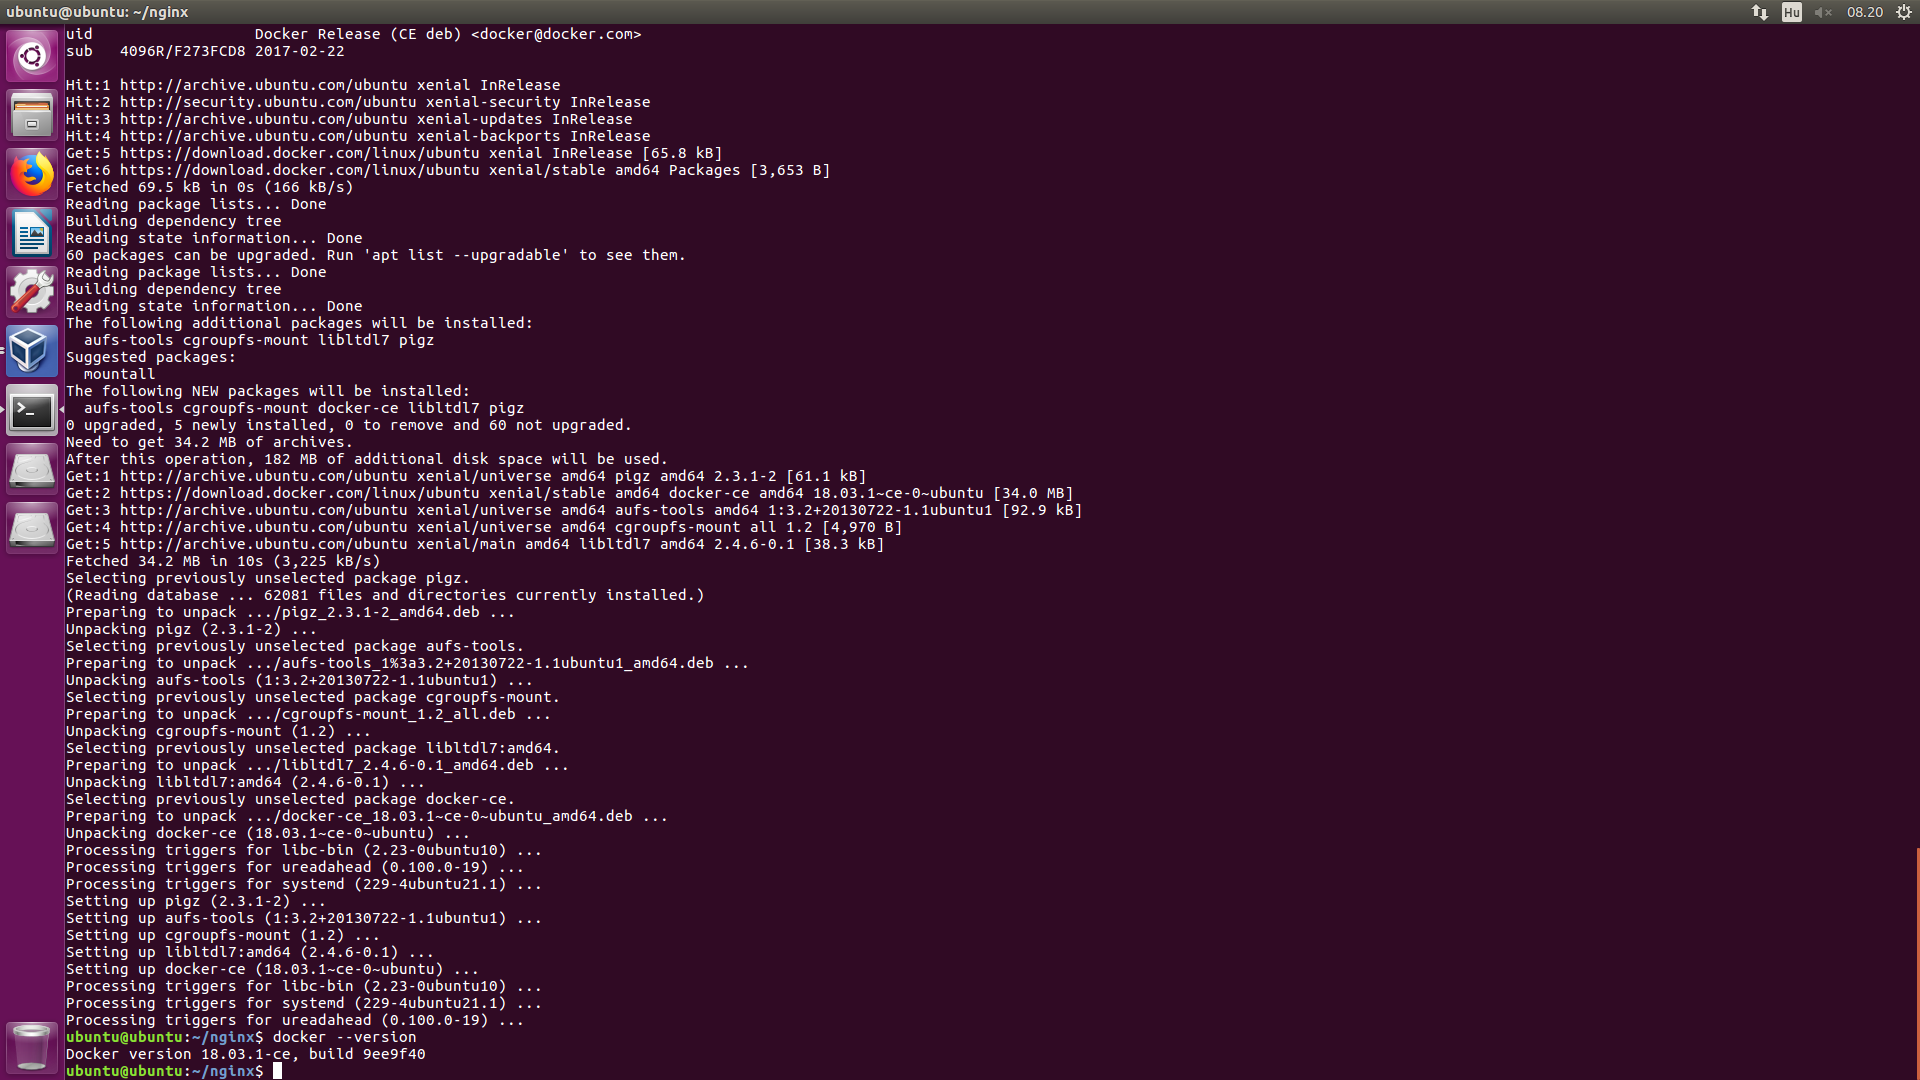 ubuntu@ubuntu: ~/nginx
Hu
08.20
uid                  Docker Release (CE deb) <docker@docker.com>
sub   4096R/F273FCD8 2017-02-22
Hit:1 http://archive.ubuntu.com/ubuntu xenial InRelease
Hit:2 http://security.ubuntu.com/ubuntu xenial-security InRelease
Hit:3 http://archive.ubuntu.com/ubuntu xenial-updates InRelease
Hit:4 http://archive.ubuntu.com/ubuntu xenial-backports InRelease
Get:5 https://download.docker.com/linux/ubuntu xenial InRelease [65.8 kB]
Get:6 https://download.docker.com/linux/ubuntu xenial/stable amd64 Packages [3,653 B]
Fetched 69.5 kB in 0s (166 kB/s)
Reading package lists... Done
Building dependency tree
Reading state information... Done
60 packages can be upgraded. Run 'apt list --upgradable' to see them.
Reading package lists... Done
Building dependency tree
Reading state information... Done
The following additional packages will be installed:
  aufs-tools cgroupfs-mount libltdl7 pigz
Suggested packages:
  mountall
The following NEW packages will be installed:
  aufs-tools cgroupfs-mount docker-ce libltdl7 pigz
0 upgraded, 5 newly installed, 0 to remove and 60 not upgraded.
Need to get 34.2 MB of archives.
After this operation, 182 MB of additional disk space will be used.
Get:1 http://archive.ubuntu.com/ubuntu xenial/universe amd64 pigz amd64 2.3.1-2 [61.1 kB]
Get:2 https://download.docker.com/linux/ubuntu xenial/stable amd64 docker-ce amd64 18.03.1~ce-0~ubuntu [34.0 MB]
Get:3 http://archive.ubuntu.com/ubuntu xenial/universe amd64 aufs-tools amd64 1:3.2+20130722-1.1ubuntu1 [92.9 kB]
Get:4 http://archive.ubuntu.com/ubuntu xenial/universe amd64 cgroupfs-mount all 1.2 [4,970 B]
Get:5 http://archive.ubuntu.com/ubuntu xenial/main amd64 libltdl7 amd64 2.4.6-0.1 [38.3 kB]
Fetched 34.2 MB in 10s (3,225 kB/s)
Selecting previously unselected package pigz.
(Reading database ... 62081 files and directories currently installed.)
Preparing to unpack .../pigz_2.3.1-2_amd64.deb ...
Unpacking pigz (2.3.1-2) ...
Selecting previously unselected package aufs-tools.
Preparing to unpack .../aufs-tools_1%3a3.2+20130722-1.1ubuntu1_amd64.deb ...
Unpacking aufs-tools (1:3.2+20130722-1.1ubuntu1) ...
Selecting previously unselected package cgroupfs-mount.
Preparing to unpack .../cgroupfs-mount_1.2_all.deb ...
Unpacking cgroupfs-mount (1.2) ...
Selecting previously unselected package libltdl7:amd64.
Preparing to unpack .../libltdl7_2.4.6-0.1_amd64.deb ...
Unpacking libltdl7:amd64 (2.4.6-0.1) ...
Selecting previously unselected package docker-ce.
Preparing to unpack .../docker-ce_18.03.1~ce-0~ubuntu_amd64.deb ...
Unpacking docker-ce (18.03.1~ce-0~ubuntu) ...
Processing triggers for libc-bin (2.23-0ubuntu10) ...
Processing triggers for ureadahead (0.100.0-19) ...
Processing triggers for systemd (229-4ubuntu21.1) ...
Setting up pigz (2.3.1-2) ...
Setting up aufs-tools (1:3.2+20130722-1.1ubuntu1) ...
Setting up cgroupfs-mount (1.2) ...
Setting up libltdl7:amd64 (2.4.6-0.1) ...
Setting up docker-ce (18.03.1~ce-0~ubuntu) ...
Processing triggers for libc-bin (2.23-0ubuntu10) ...
Processing triggers for systemd (229-4ubuntu21.1) ...
Processing triggers for ureadahead (0.100.0-19) ...
ubuntu@ubuntu:~/nginx$ docker --version
Docker version 18.03.1-ce, build 9ee9f40
ubuntu@ubuntu:~/nginx$